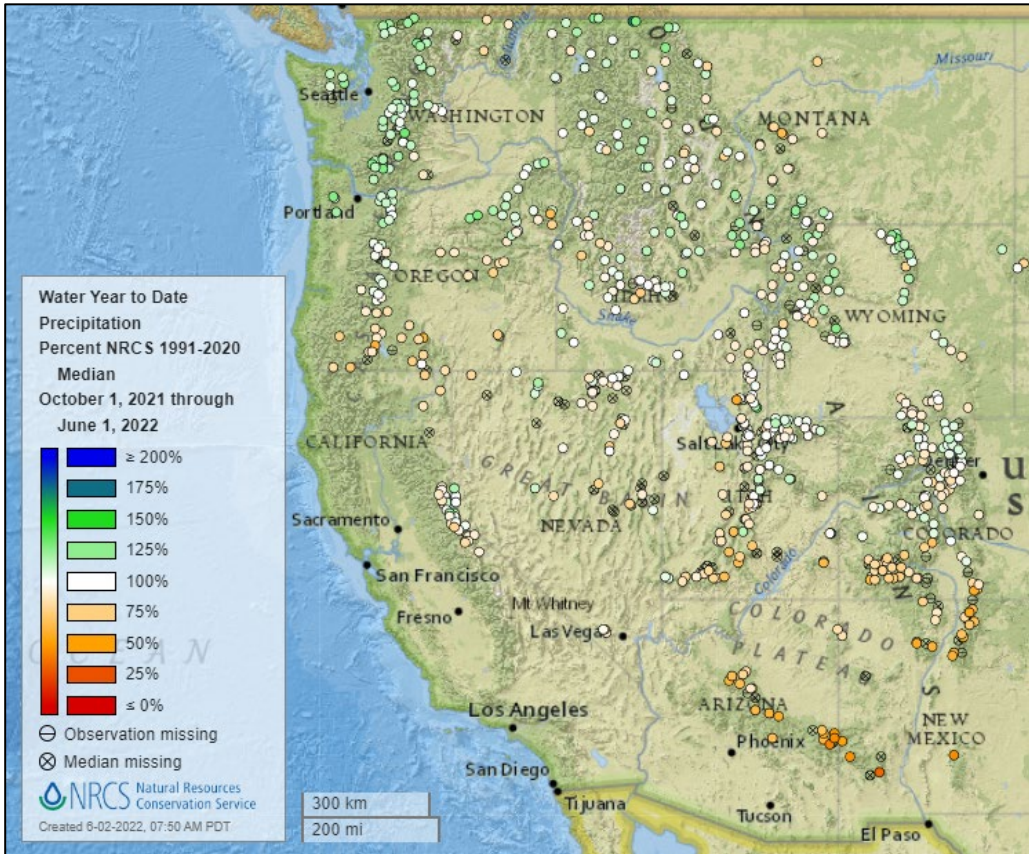 Water Year to Date
Precipitation
Percent NRCS 1991-2020
Median
October 1, 2021 through
June 1, 2022
≥ 200%
175%
150%
125%
100%
75%
50%
25%
≤ 0%
Observation missing
Median missing
NRCS Natural Resources
Conservation Service
Created 6-02-2022, 07:50 AM PDT
300 km
200 mi
Missouri
Seattle
WASHINGTON
MONTANA
Portland
OREGON
Snake
WYOMING
CALIFORNIA
Salt Lake City
GREAT BASIN
UTAH
NEVADA
Sacramento
COLORADO
Colorado
San Francisco
Mt Whitney
Fresno
Las Vegas
COLORADO
PLATEAU
OCEAN
ARIZONA
Los Angeles
NEW
MEXICO
Phoenix
San Diego
Tijuana
Tucson
El Paso